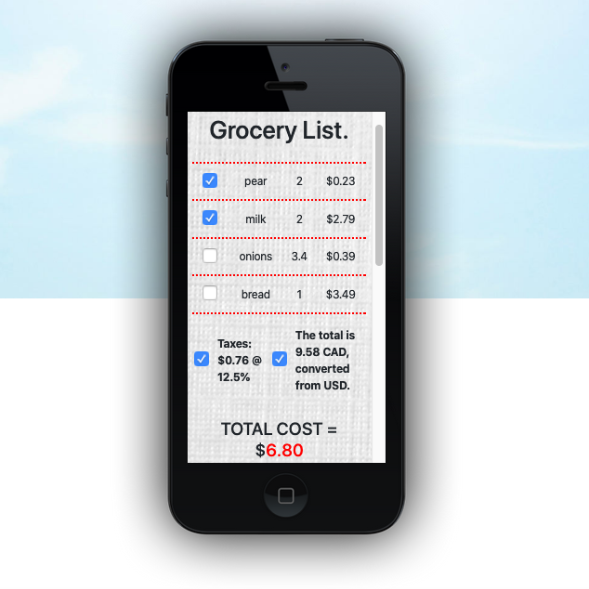 Grocery List.
pear 2 $0.23
milk 2 $2.79
onions 3.4 $0.39
bread 1 $3.49
Taxes:
$0.76 @
12.5%
The total is
9.58 CAD,
converted
from USD.
TOTAL COST =
$6.80